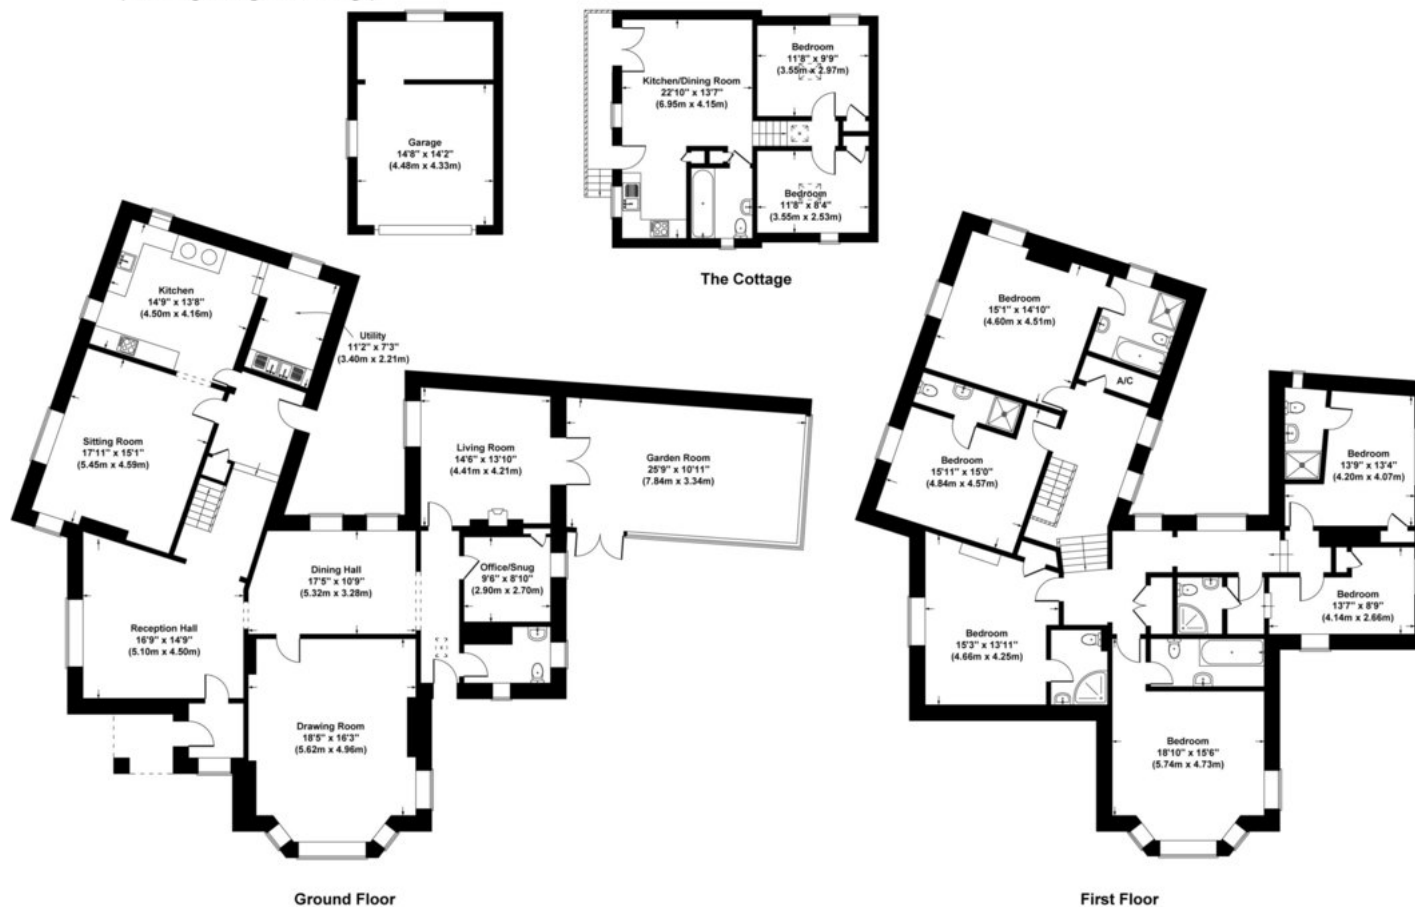 Garage
14'8" x 14'2"
(4.48m x 4.33m)
Kitchen/Dining Room
22'10" x 13'7"
(6.95m x 4.15m)
Bedroom
11'8" x 9'9"
(3.55m x 2.97m)
Bedroom
11'8" x 8'4"
(3.55m x 2.53m)
The Cottage
Kitchen
14'9" x 13'8"
(4.50m x 4.16m)
Utility
11'2" x 7'3"
(3.40m x 2.21m)
Sitting Room
17'11" x 15'1"
(5.45m x 4.59m)
Living Room
14'6" x 13'10"
(4.41m x 4.21m)
Garden Room
25'9" x 10'11"
(7.84m x 3.34m)
Dining Hall
17'5" x 10'9"
(5.32m x 3.28m)
Office/Snug
9'6" x 8'10"
(2.90m x 2.70m)
Reception Hall
16'9" x 14'9"
(5.10m x 4.50m)
Drawing Room
18'5" x 16'3"
(5.62m x 4.96m)
Ground Floor
Bedroom
15'1" x 14'10"
(4.60m x 4.51m)
A/C
Bedroom
15'11" x 15'0"
(4.84m x 4.57m)
Bedroom
13'9" x 13'4"
(4.20m x 4.07m)
Bedroom
13'7" x 8'9"
(4.14m x 2.66m)
Bedroom
15'3" x 13'11"
(4.66m x 4.25m)
Bedroom
18'10" x 15'6"
(5.74m x 4.73m)
First Floor